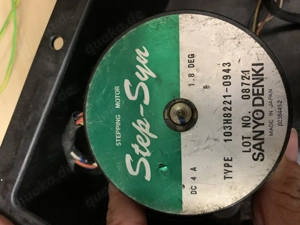 STEPPING MOTOR
Step-Syn
DC 4 A 1.8 DEG
TYPE 103H8221-0943
LOT NO. 08721
SANYO DENKI
MADE IN JAPAN